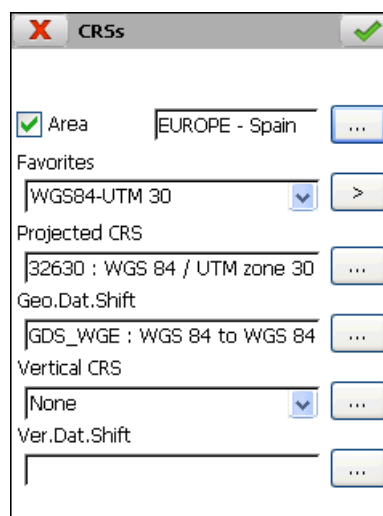 CRSs
Area EUROPE - Spain ...
Favorites
WGS84-UTM 30 >
Projected CRS
32630 : WGS 84 / UTM zone 30 ...
Geo.Dat.Shift
GDS_WGE : WGS 84 to WGS 84 ...
Vertical CRS
None ...
Ver.Dat.Shift
...